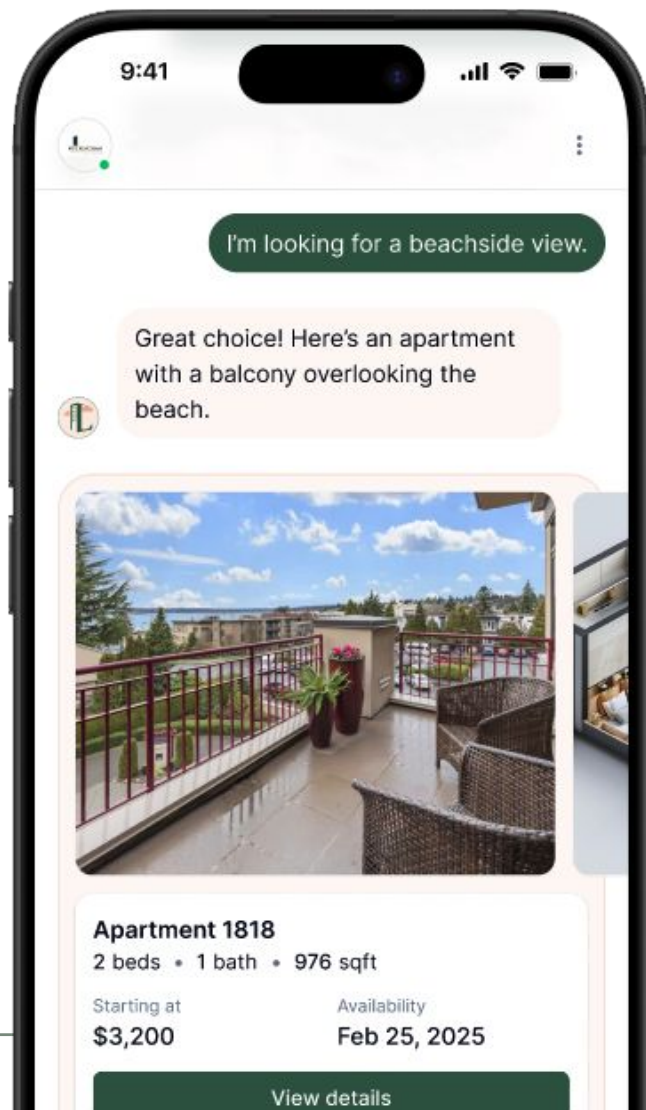 9:41
I'm looking for a beachside view.
Great choice! Here's an apartment
with a balcony overlooking the
beach.
Apartment 1818
2 beds • 1 bath • 976 sqft
Starting at
Availability
$3,200
Feb 25, 2025
View details